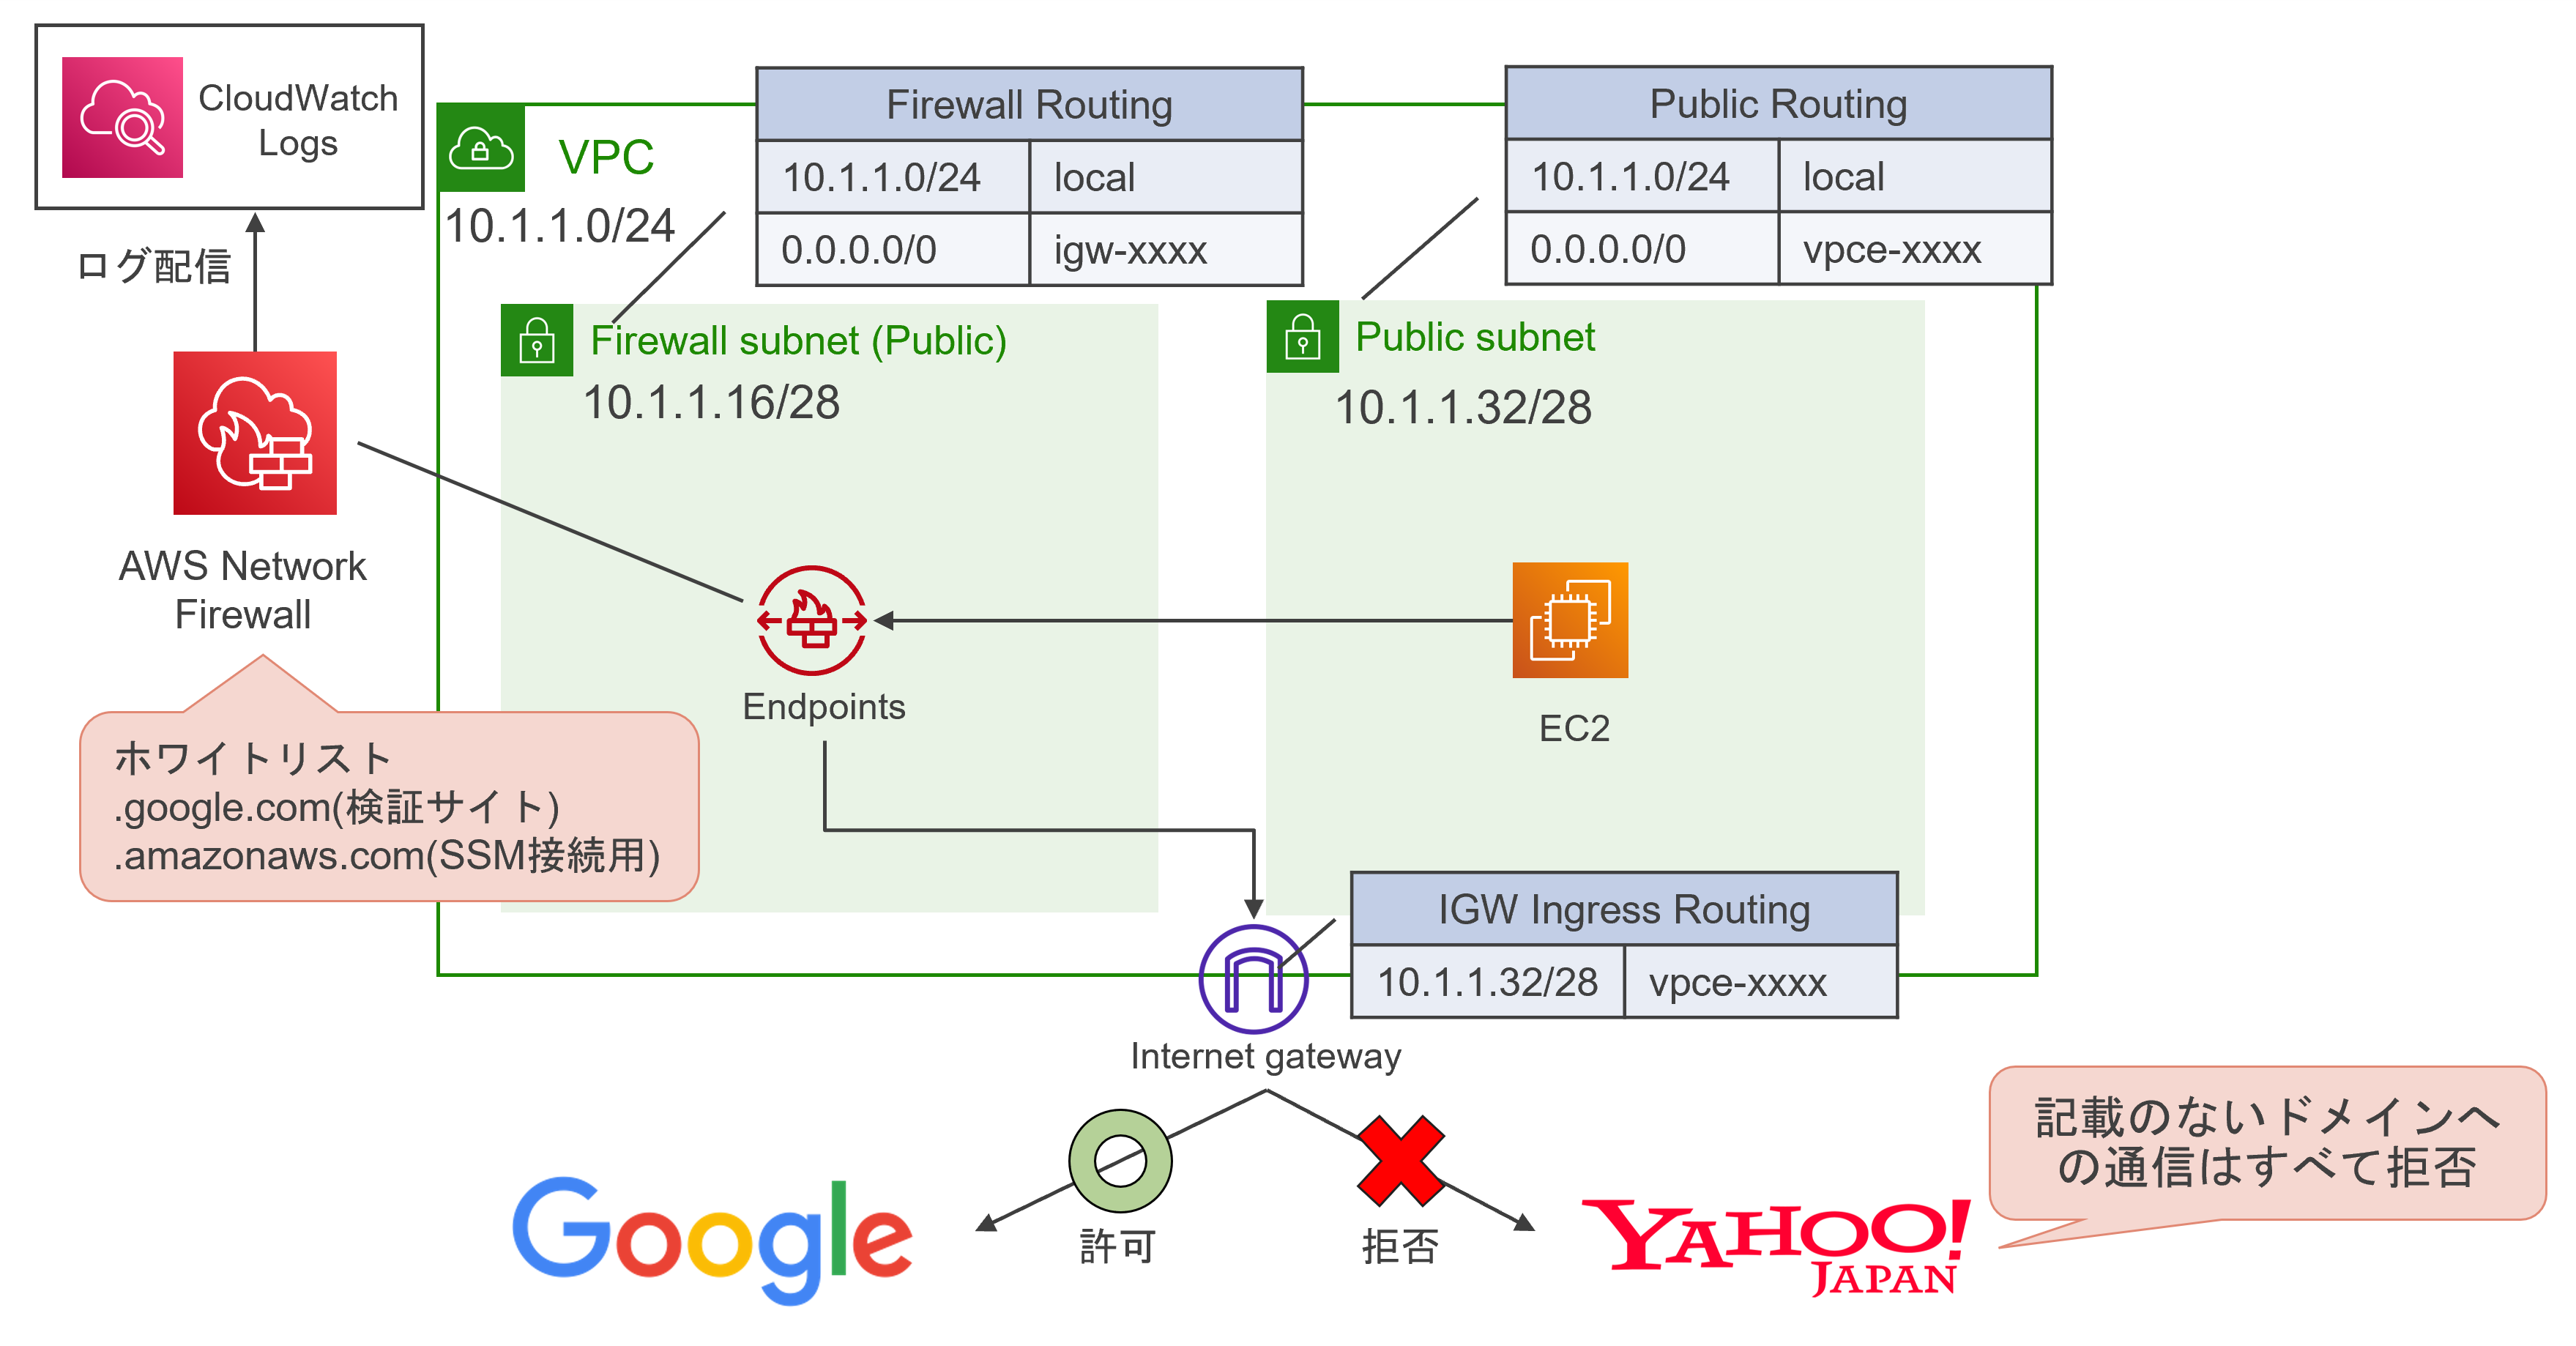 CloudWatch
Logs
ログ配信
AWS Network
Firewall
ホワイトリスト
.google.com(検証サイト)
.amazonaws.com(SSM接続用)
VPC
10.1.1.0/24
Firewall Routing
10.1.1.0/24 local
0.0.0.0/0 igw-xxxx
Public Routing
10.1.1.0/24 local
0.0.0.0/0 vpce-xxxx
Firewall subnet (Public)
10.1.1.16/28
Public subnet
10.1.1.32/28
Endpoints
EC2
IGW Ingress Routing
10.1.1.32/28 vpce-xxxx
Internet gateway
許可
拒否
Google
YAHOO!
JAPAN
記載のないドメインへ
の通信はすべて拒否